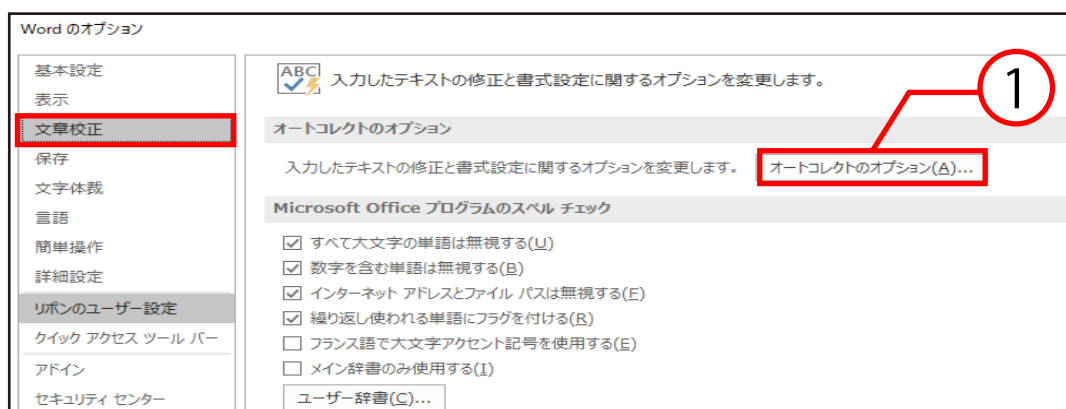 Word のオプション
基本設定
表示
文章校正
保存
文字体裁
言語
簡単操作
詳細設定
リボンのユーザー設定
クイック アクセス ツール バー
アドイン
セキュリティ センター
ABC
入力したテキストの修正と書式設定に関するオプションを変更します。
1
オートコレクトのオプション
入力したテキストの修正と書式設定に関するオプションを変更します。 オートコレクトのオプション(A)...
Microsoft Office プログラムのスペル チェック
すべて大文字の単語は無視する(U)
数字を含む単語は無視する(B)
インターネット アドレスとファイル パスは無視する(F)
繰り返し使われる単語にフラグを付ける(R)
フランス語で大文字アクセント記号を使用する(E)
メイン辞書のみ使用する(I)
ユーザー辞書(C)...